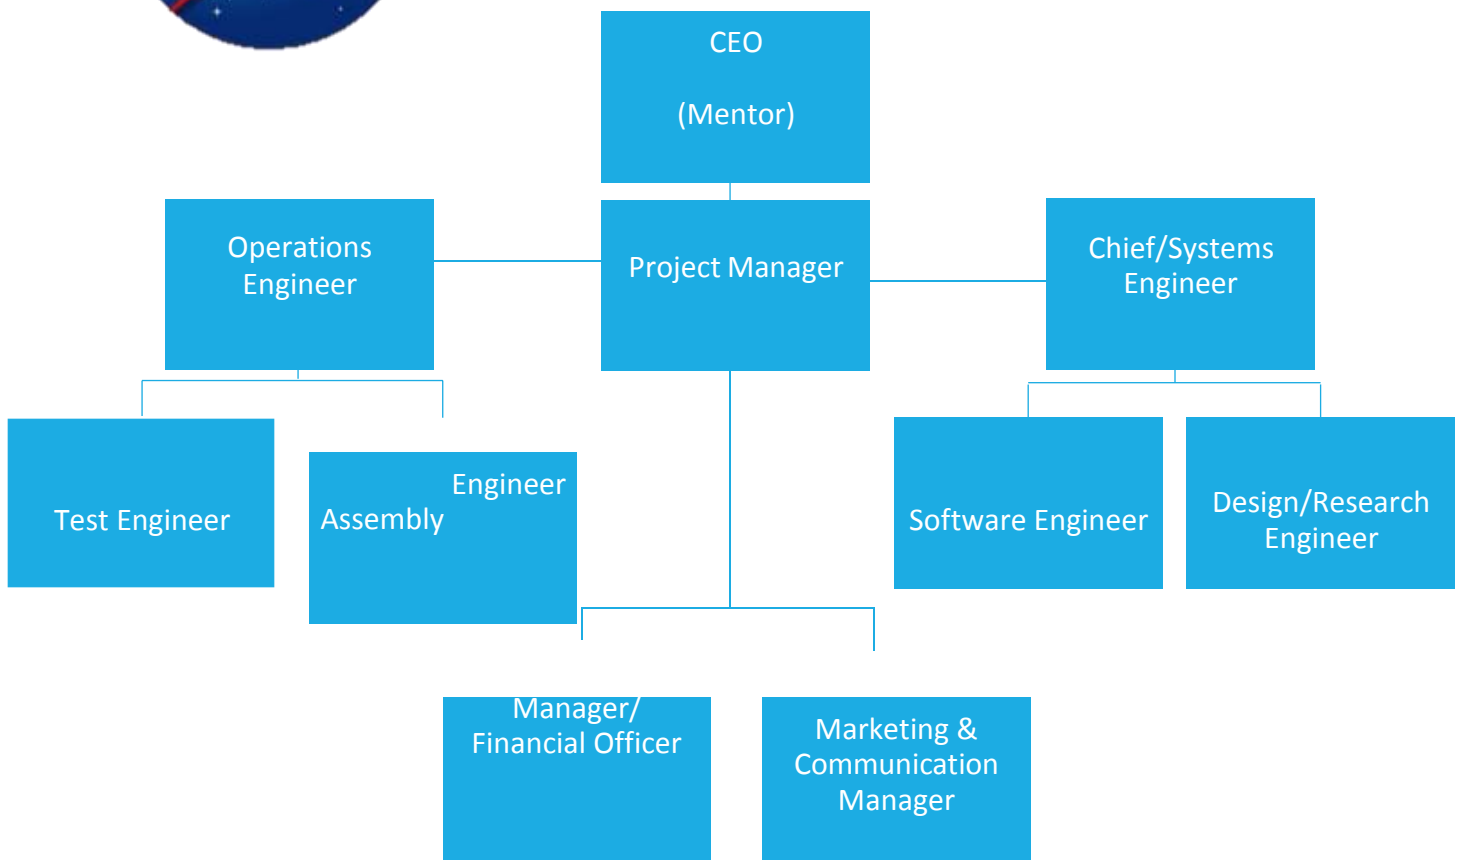 CEO
(Mentor)
Operations
Engineer
Project Manager
Chief/Systems
Engineer
Test Engineer
Engineer
Assembly
Software Engineer
Design/Research
Engineer
Manager/
Financial Officer
Marketing &
Communication
Manager